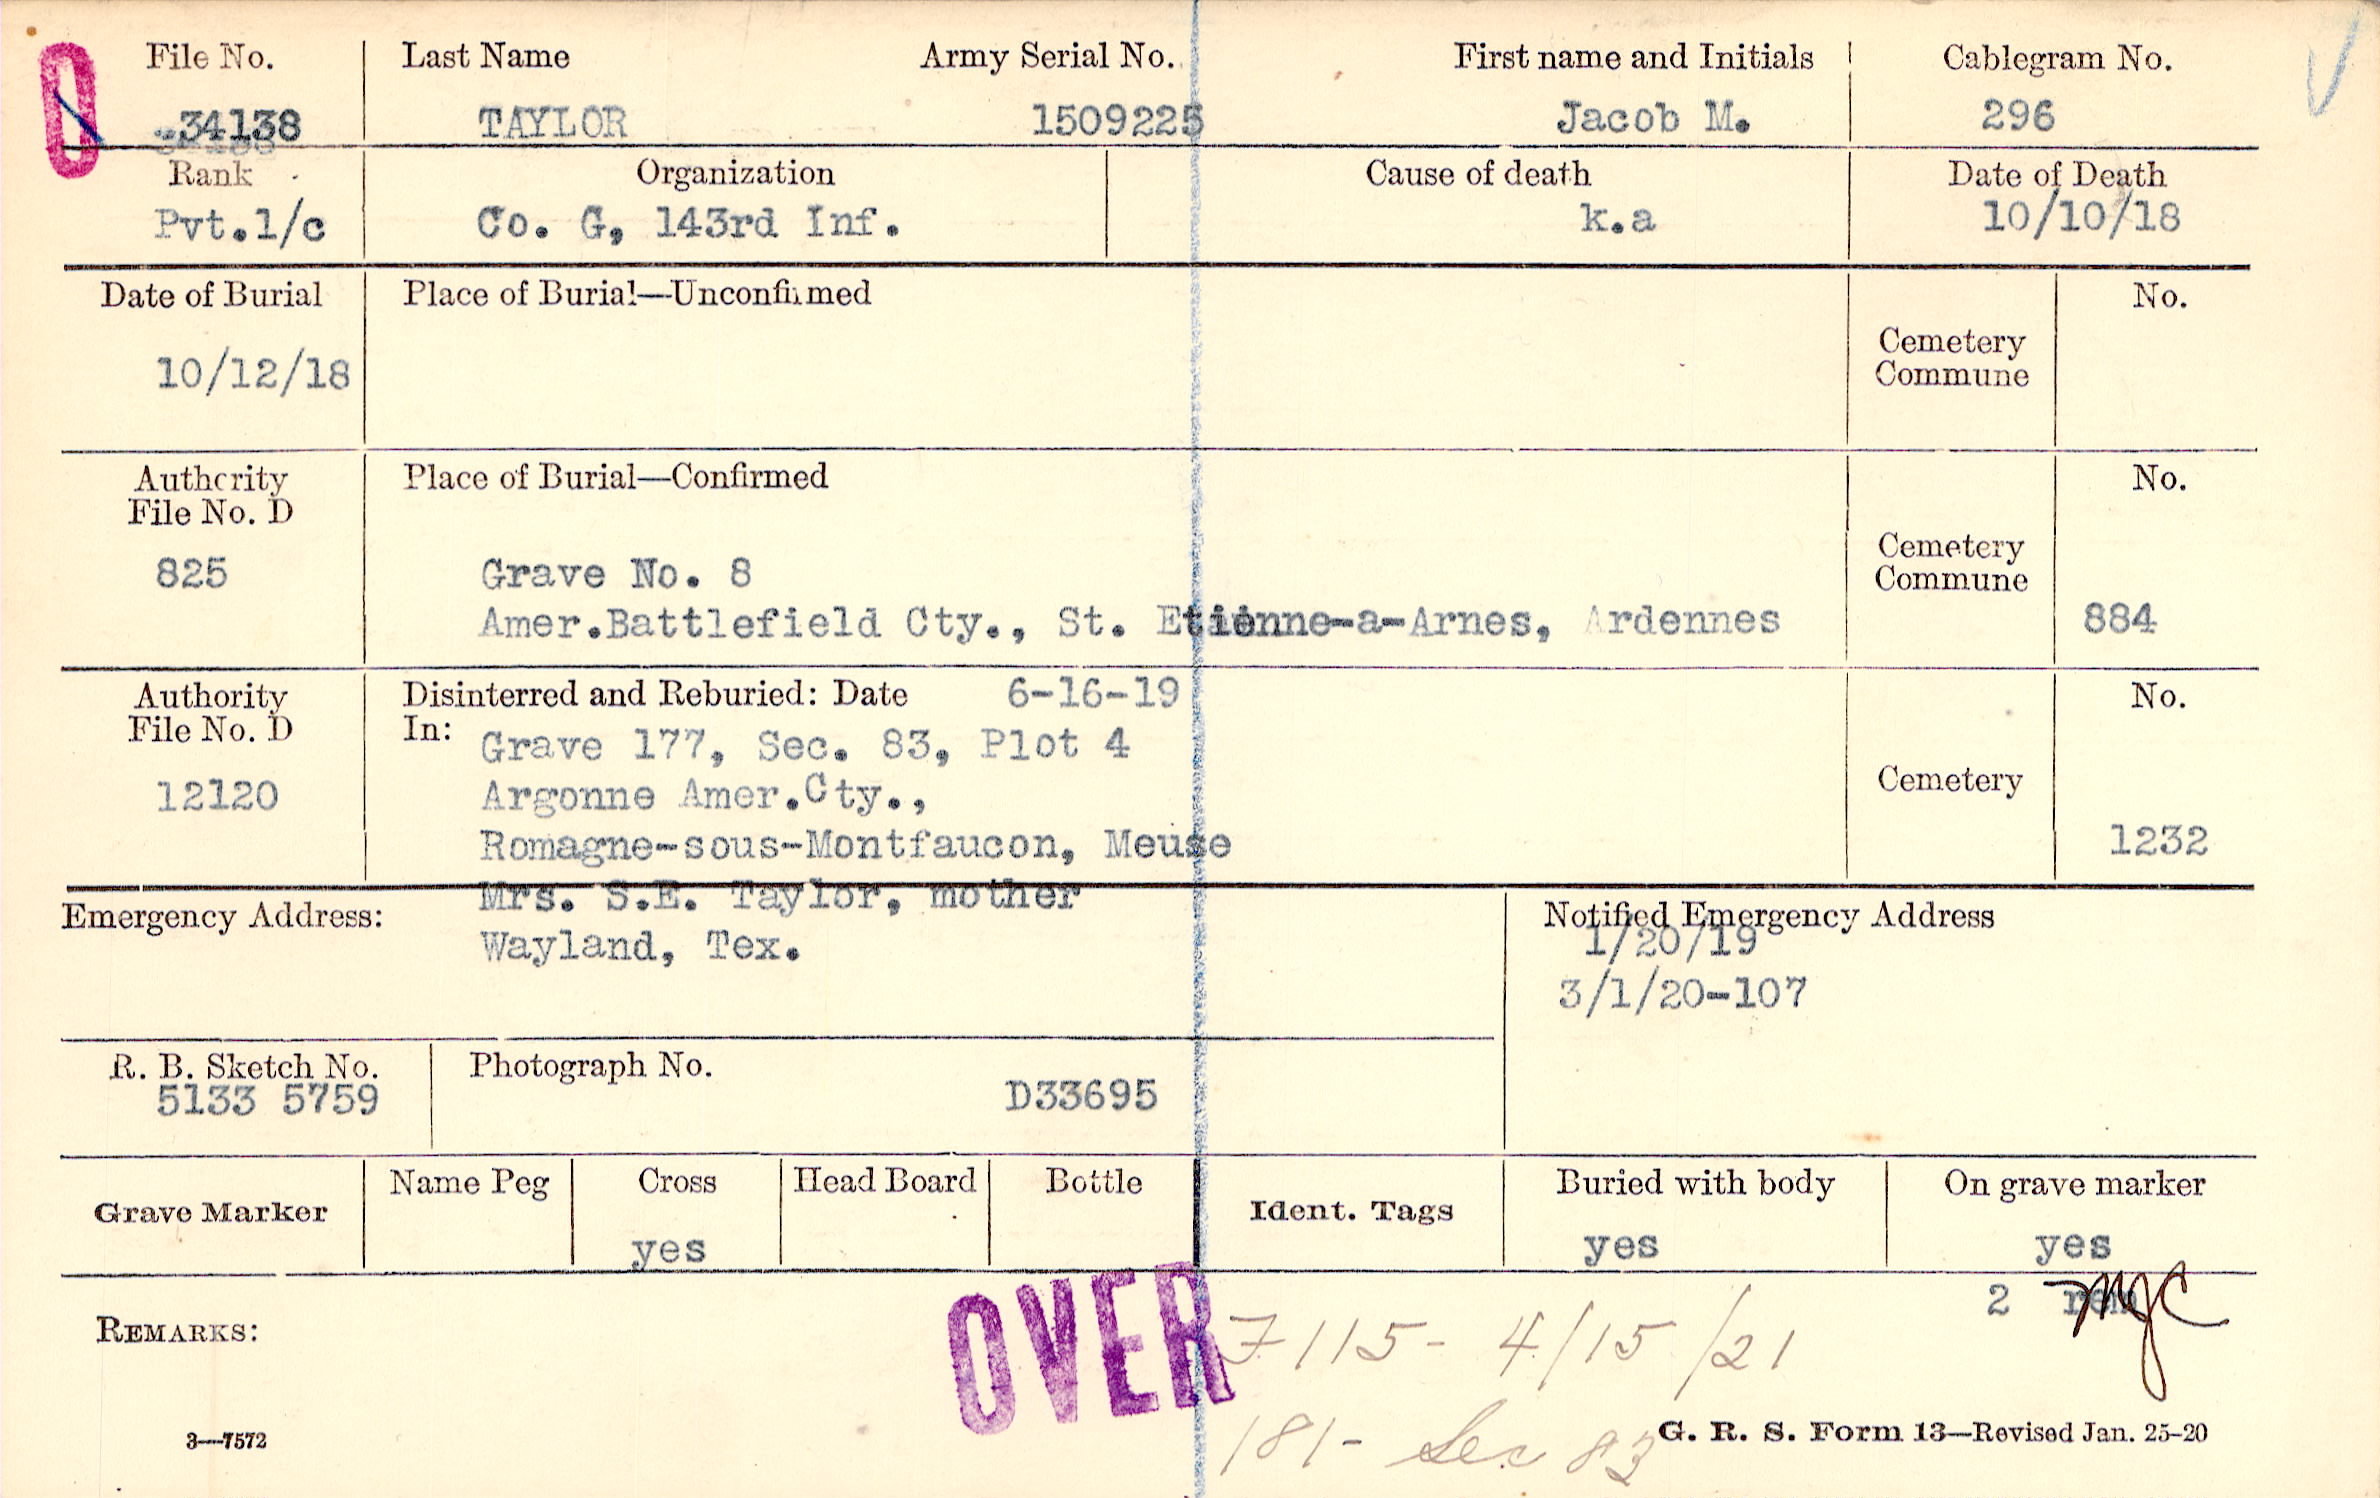 File No. Last Name Army Serial No. First name and Initials Cablegram No.
34138 TAYLOR 1509225 Jacob M. 296
Rank Organization Cause of death Date of Death
Pvt.1/c Co. G, 143rd Inf. k.a 10/10/18
Date of Burial Place of Burial—Unconfirmed No.
Cemetery
Commune
10/12/18
Authority Place of Burial—Confirmed No.
File No. D
Cemetery
Commune
825 Grave No. 8
Amer.Battlefield Cty., St. Etienne-a-Arnes, Ardennes 884
Authority Disinterred and Reburied: Date 6-16-19 No.
File No. D In: Grave 177, Sec. 83, Plot 4
12120 Argonne Amer.Cty., Cemetery
Romagne-sous-Montfaucon, Meuse 1232
Emergency Address: Mrs. S.E. Taylor, mother Notified Emergency Address
Wayland, Tex. 1/20/19
3/1/20-107
R. B. Sketch No. Photograph No.
5133 5759 D33695
Grave Marker Name Peg Cross Head Board Bottle Ident. Tags Buried with body On grave marker
yes yes yes
2
REMARKS: OVER 7115- 4/15/21
181- Sec 83
3—7572 G. R. S. Form 13—Revised Jan. 25-20